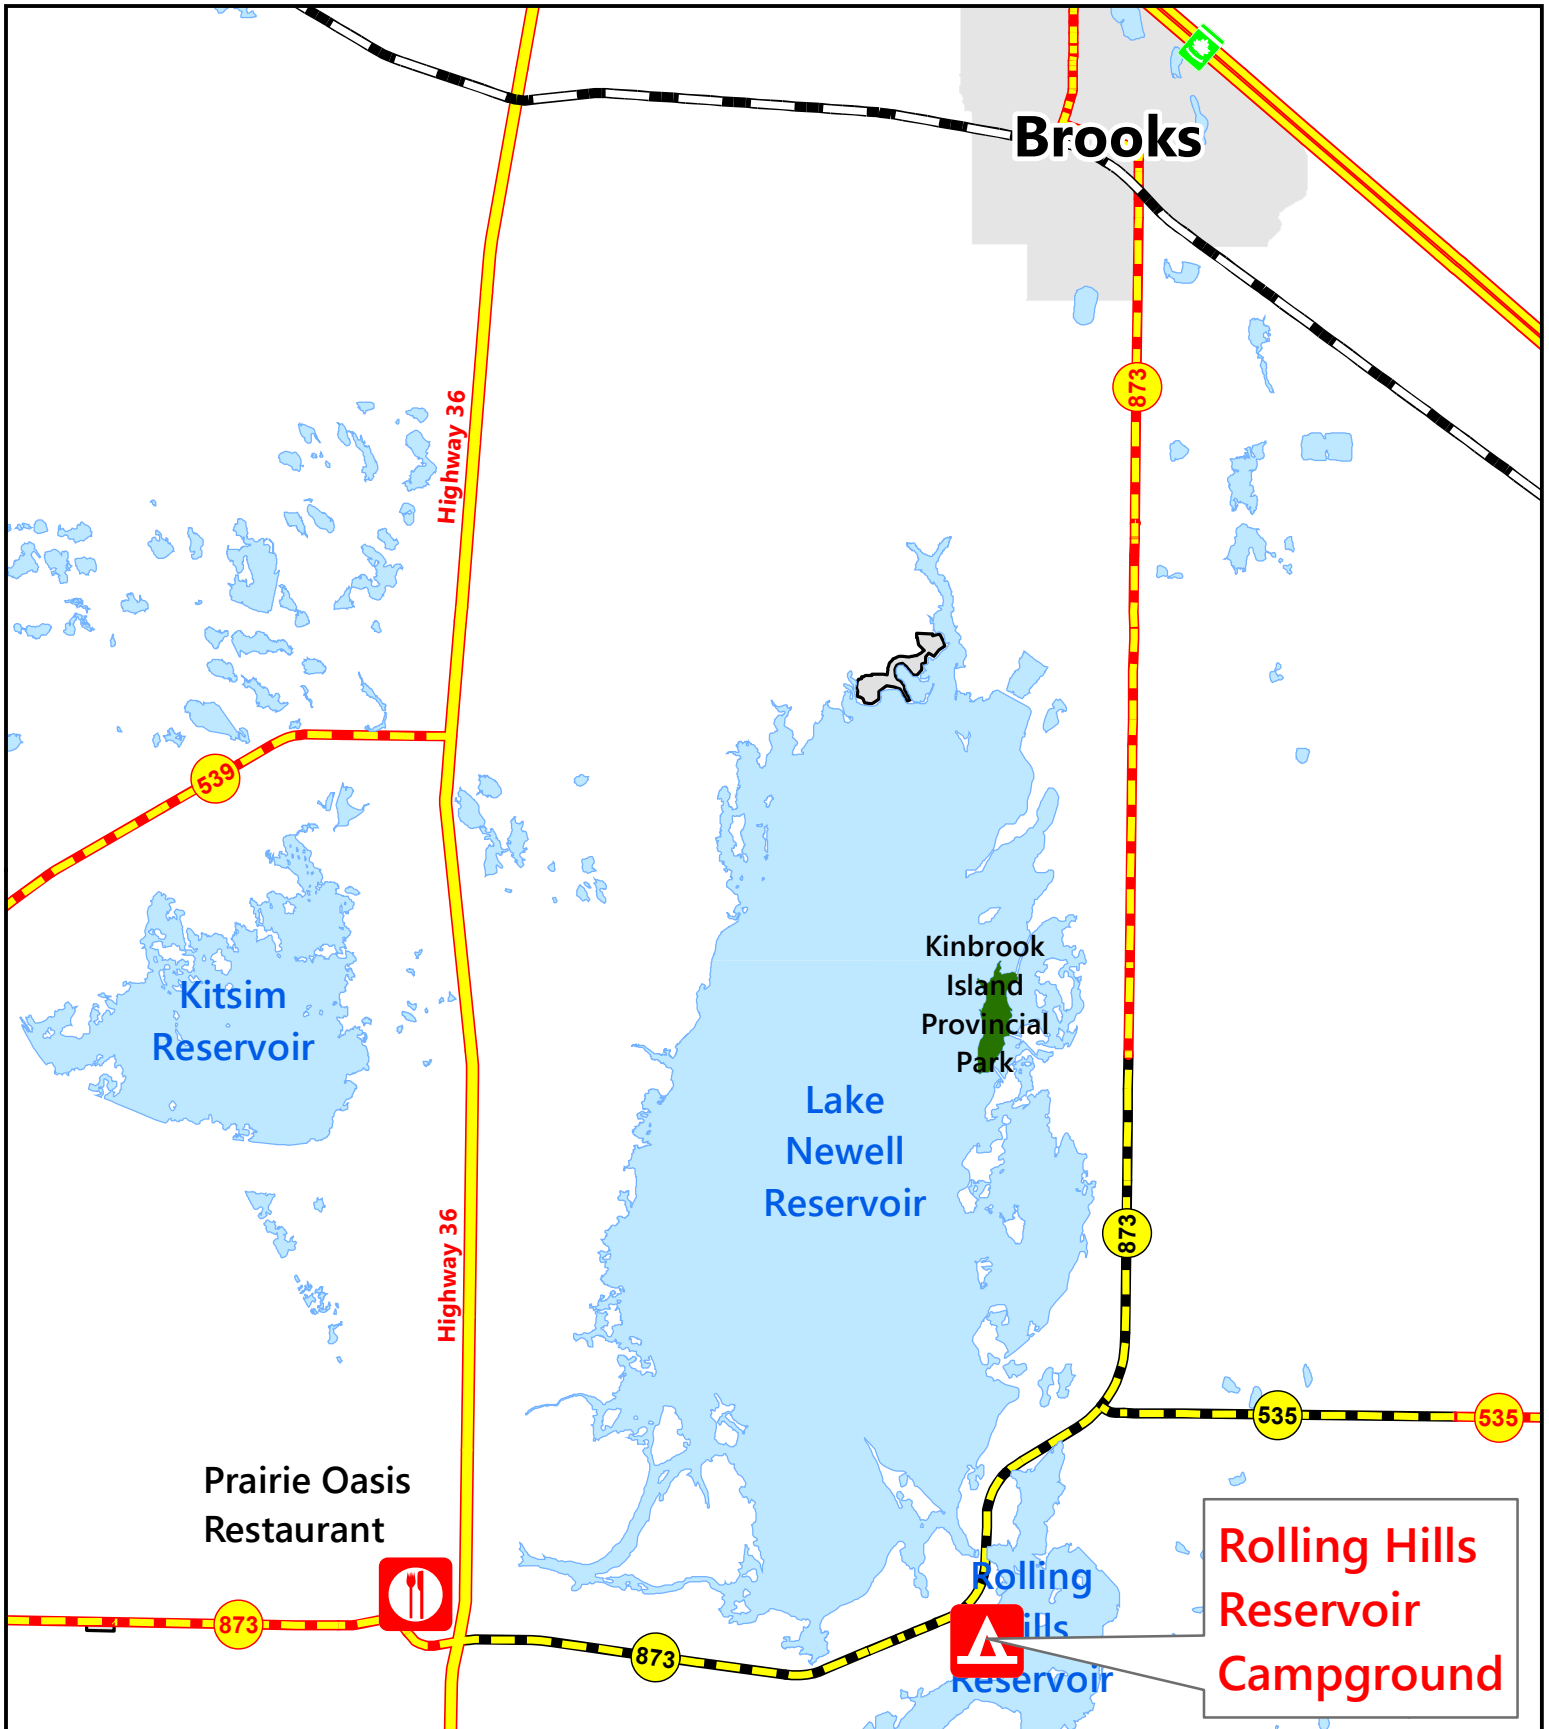 Brooks
873
Highway 36
539
Kinbrook
Island
Provincial
Park
Kitsim
Reservoir
Lake
Newell
Reservoir
Highway 36
873
535
535
Prairie Oasis
Restaurant
Rolling Hills
Reservoir
Campground
Rolling
ills
Reservoir
873
873